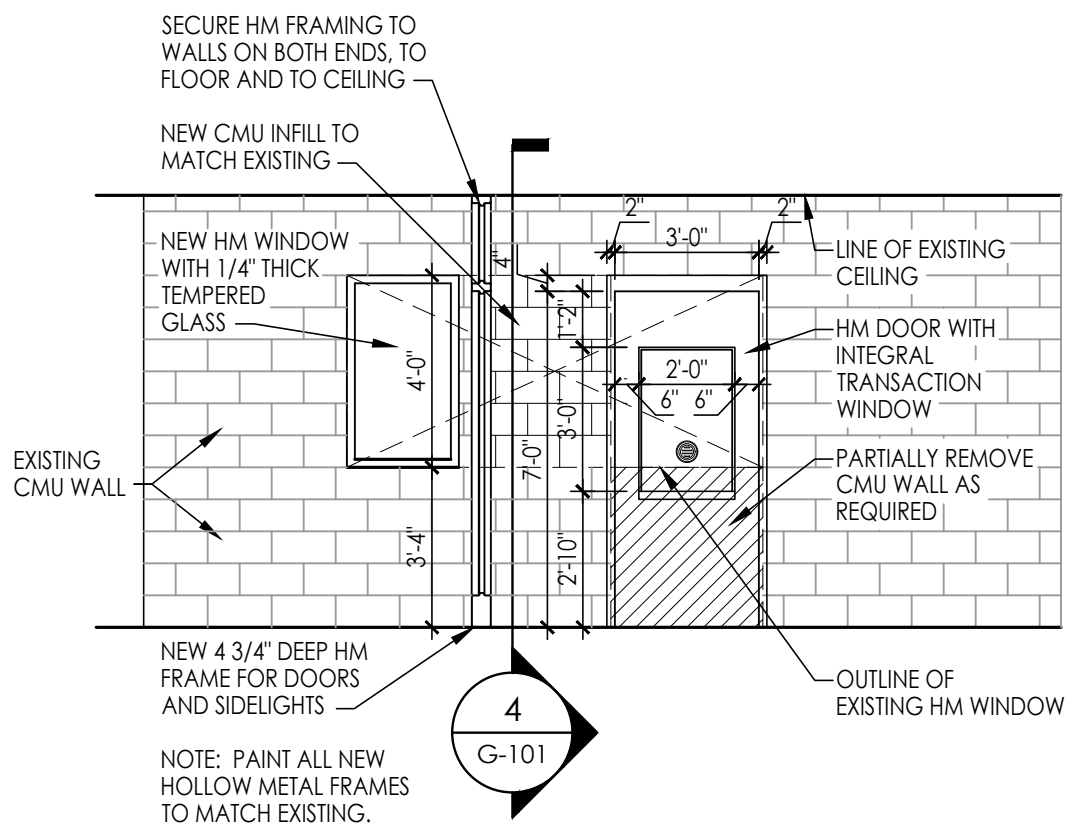 SECURE HM FRAMING TO
WALLS ON BOTH ENDS, TO
FLOOR AND TO CEILING
NEW CMU INFILL TO
MATCH EXISTING
NEW HM WINDOW
WITH 1/4" THICK
TEMPERED
GLASS
EXISTING
CMU WALL
4'-0"
3'-4"
4"
7'-0"
1'-2"
3'-0"
2'-10"
2"
3'-0"
2"
2'-0"
6"
6"
LINE OF EXISTING
CEILING
HM DOOR WITH
INTEGRAL
TRANSACTION
WINDOW
PARTIALLY REMOVE
CMU WALL AS
REQUIRED
OUTLINE OF
EXISTING HM WINDOW
NEW 4 3/4" DEEP HM
FRAME FOR DOORS
AND SIDELIGHTS
NOTE: PAINT ALL NEW
HOLLOW METAL FRAMES
TO MATCH EXISTING.
4
G-101